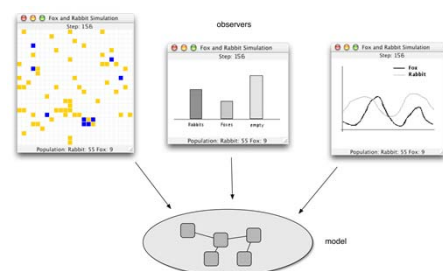 observers
Fox and Rabbit Simulation
Step: 156
Population: Rabbit: 55 Fox: 9
Fox and Rabbit Simulation
Step: 156
Rabbits Foxes empty
Population: Rabbit: 55 Fox: 9
Fox and Rabbit Simulation
Step: 156
Fox
Rabbit
Population: Rabbit: 55 Fox: 9
model